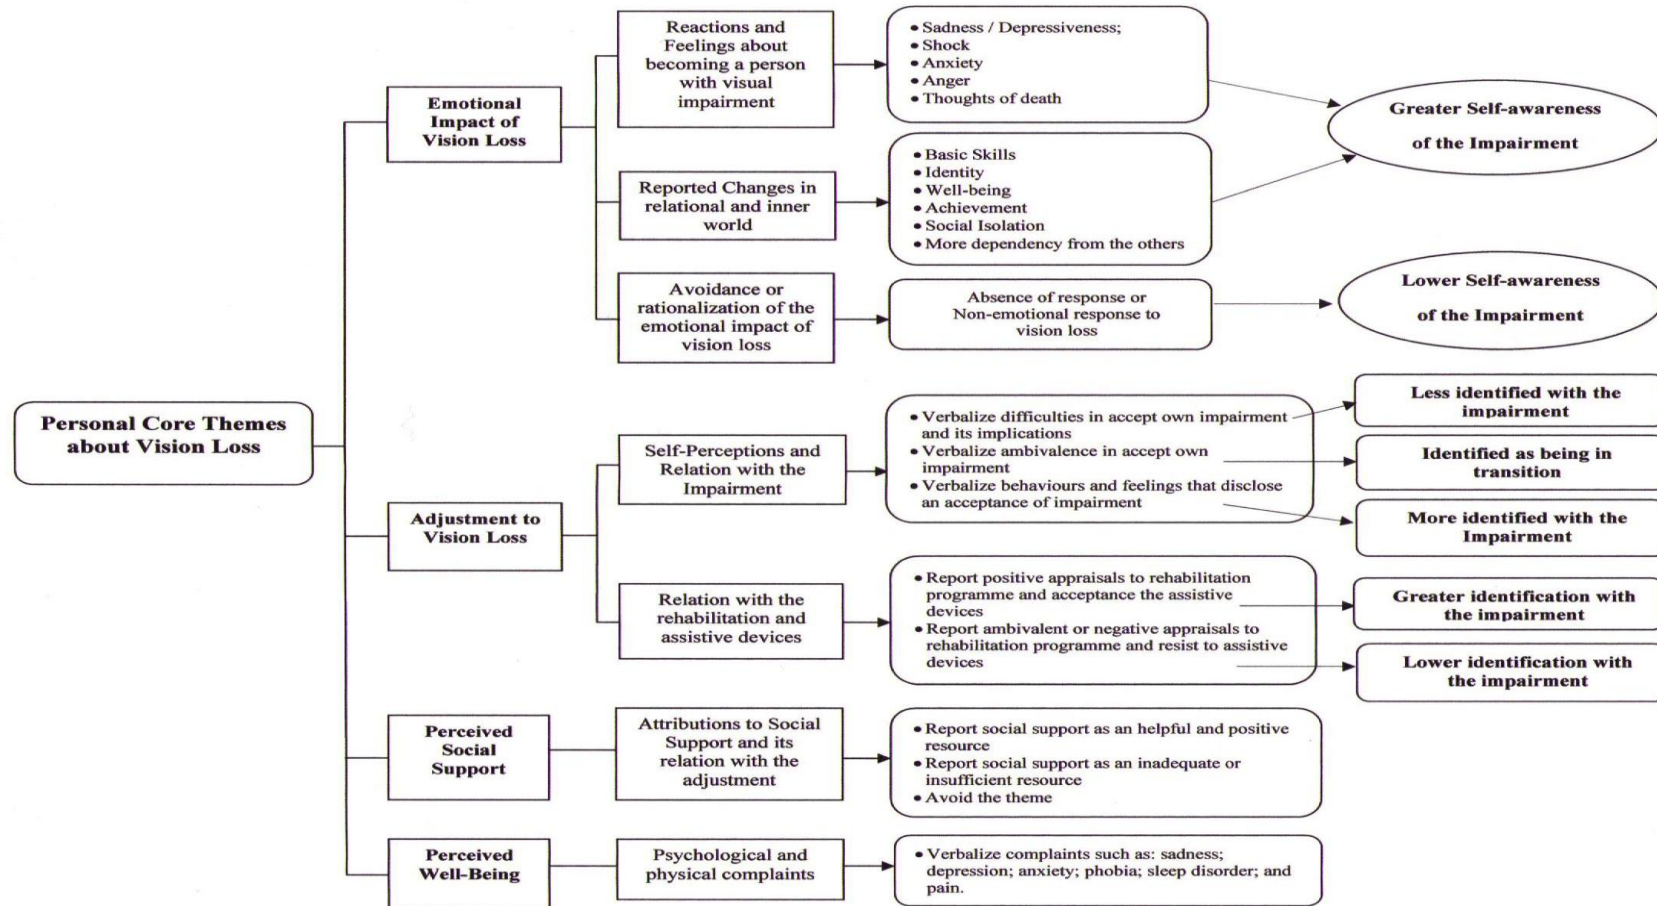 Personal Core Themes
about Vision Loss
Emotional
Impact of
Vision Loss
Reactions and
Feelings about
becoming a person
with visual
impairment
• Sadness / Depressiveness;
• Shock
• Anxiety
• Anger
• Thoughts of death
Greater Self-awareness
of the Impairment
Reported Changes in
relational and inner
world
• Basic Skills
• Identity
• Well-being
• Achievement
• Social Isolation
• More dependency from the others
Avoidance or
rationalization of the
emotional impact of
vision loss
Absence of response or
Non-emotional response to
vision loss
Lower Self-awareness
of the Impairment
Adjustment to
Vision Loss
Self-Perceptions and
Relation with the
Impairment
• Verbalize difficulties in accept own impairment
and its implications
• Verbalize ambivalence in accept own
impairment
• Verbalize behaviours and feelings that disclose
an acceptance of impairment
Less identified with the
impairment
Identified as being in
transition
More identified with the
Impairment
Relation with the
rehabilitation and
assistive devices
• Report positive appraisals to rehabilitation
programme and acceptance the assistive
devices
• Report ambivalent or negative appraisals to
rehabilitation programme and resist to assistive
devices
Greater identification with
the impairment
Lower identification with
the impairment
Perceived
Social
Support
Attributions to Social
Support and its
relation with the
adjustment
• Report social support as an helpful and positive
resource
• Report social support as an inadequate or
insufficient resource
• Avoid the theme
Perceived
Well-Being
Psychological and
physical complaints
• Verbalize complaints such as: sadness;
depression; anxiety; phobia; sleep disorder; and
pain.